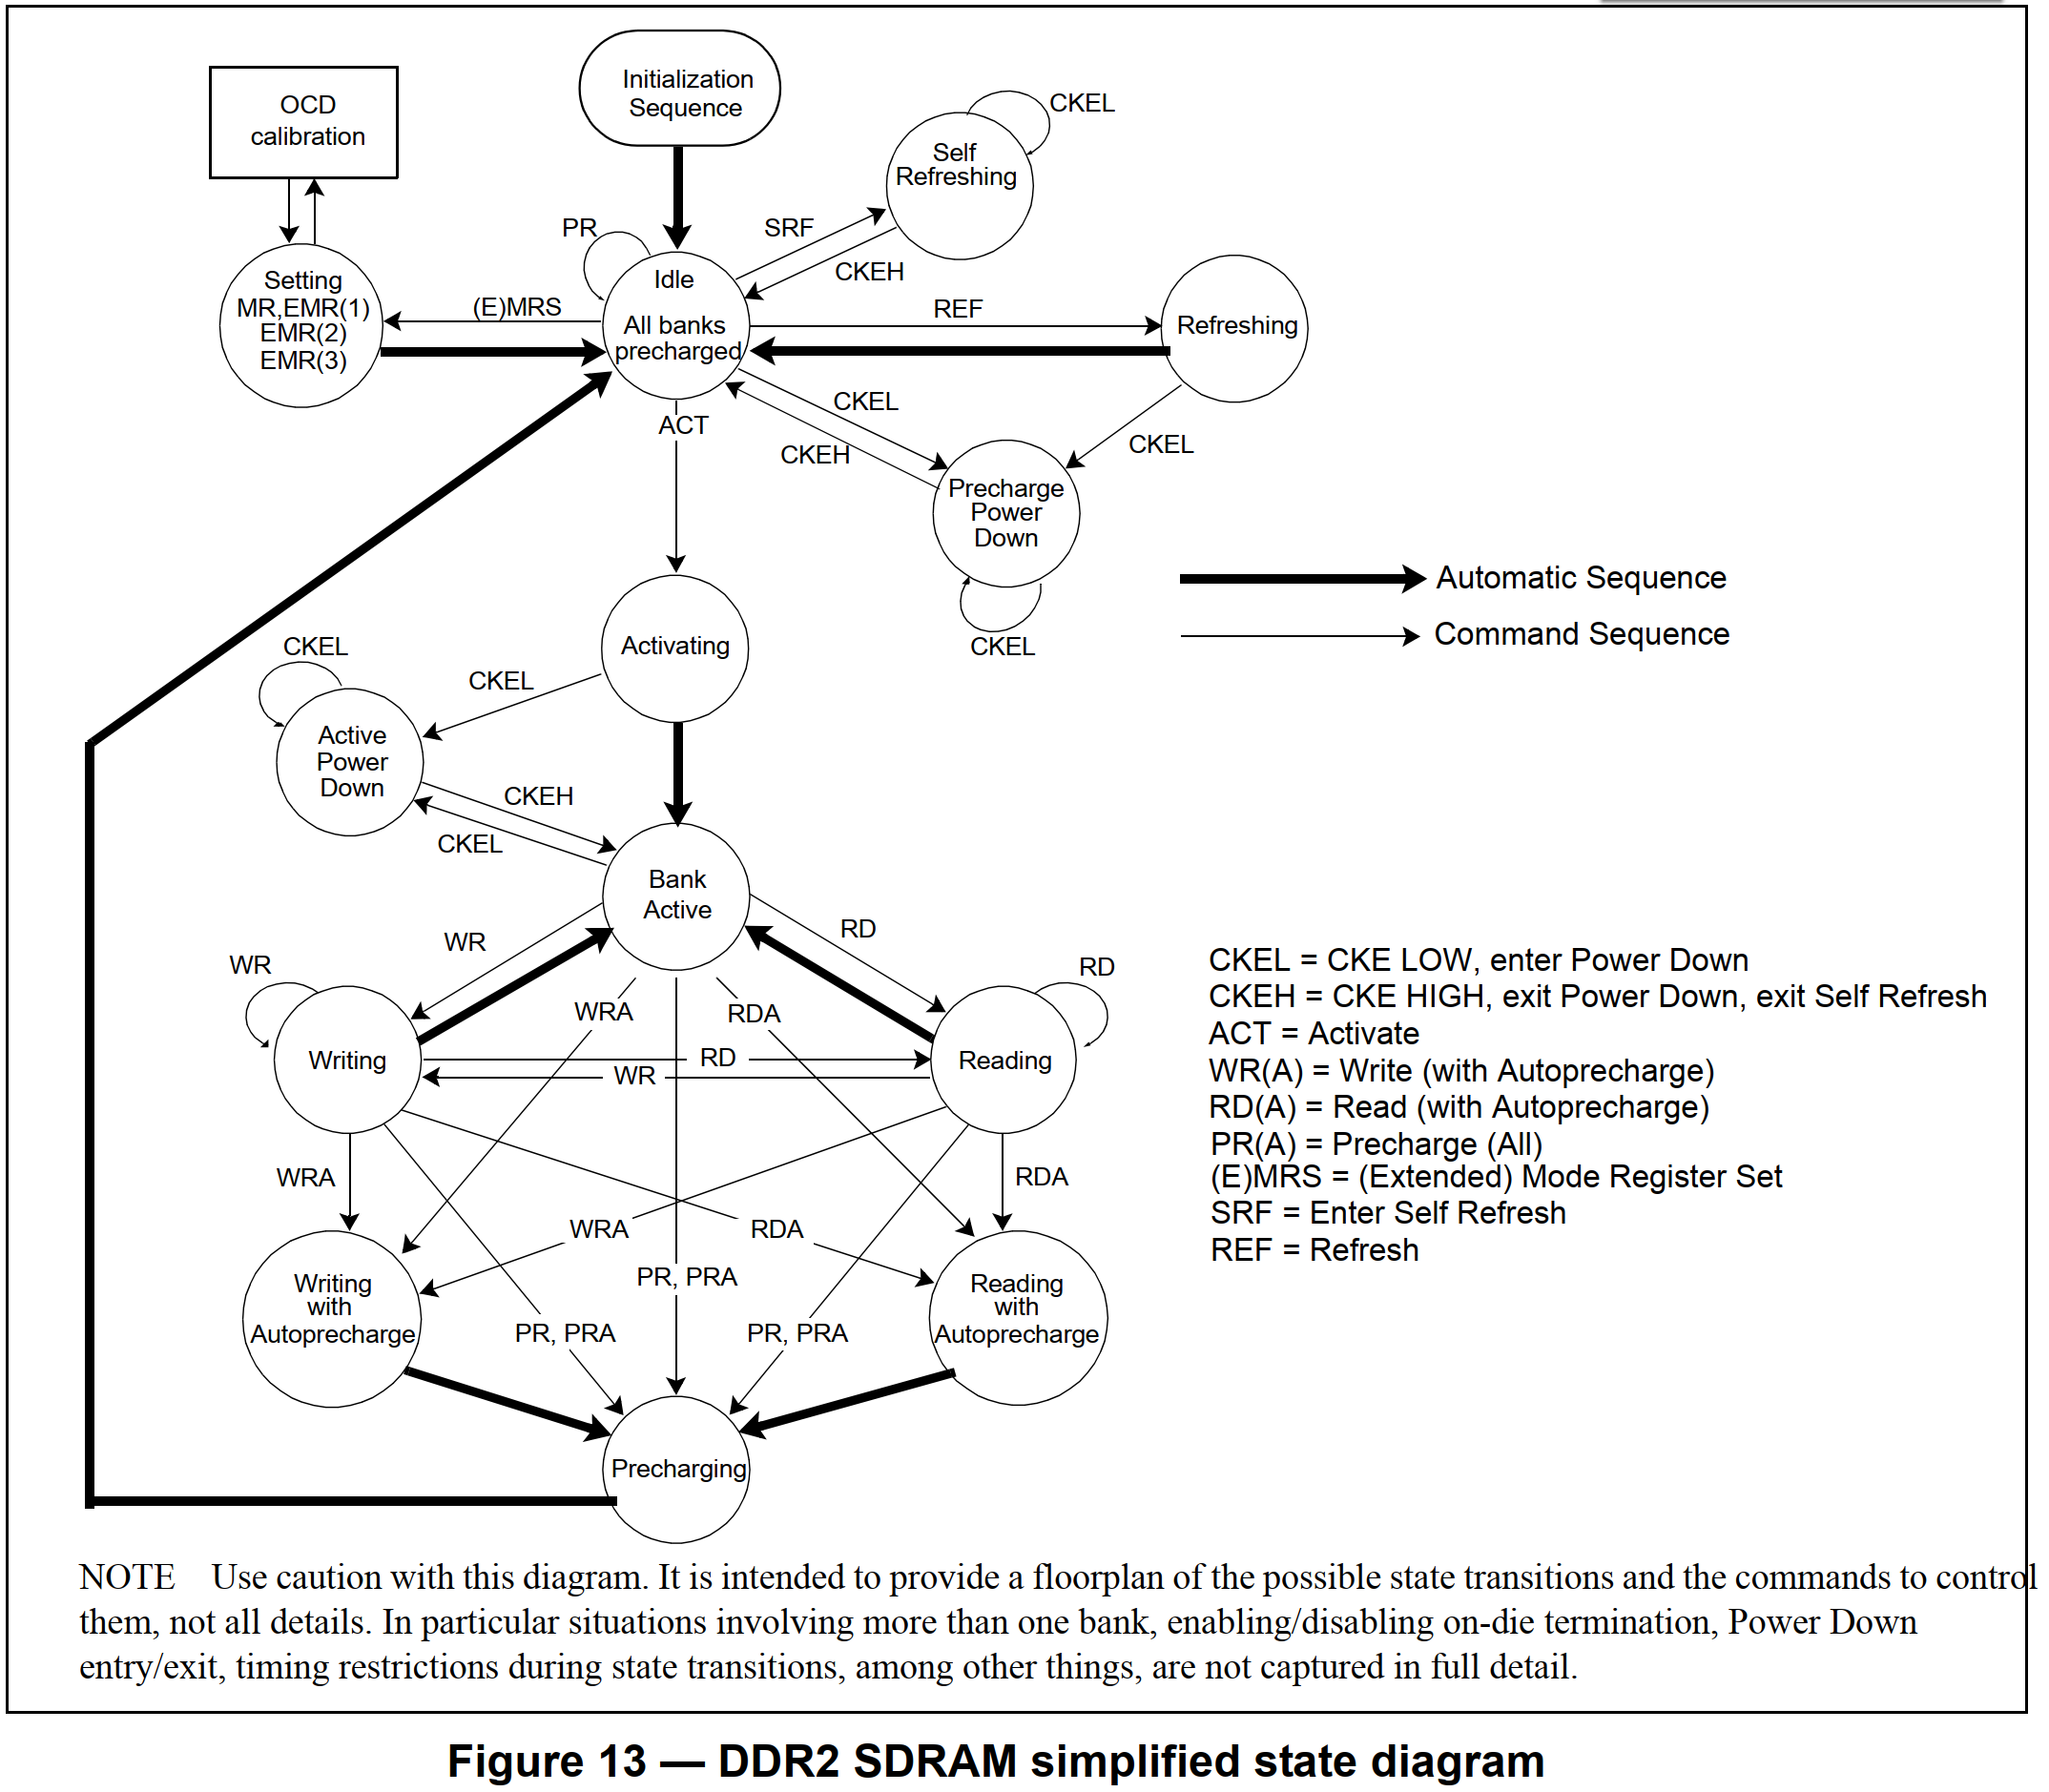 OCD
calibration
Initialization
Sequence
CKEL
Self
Refreshing
PR
SRF
CKEH
Setting
MR,EMR(1)
EMR(2)
EMR(3)
(E)MRS
Idle
All banks
precharged
REF
Refreshing
ACT
CKEL
CKEH
CKEL
Precharge
Power
Down
CKEL
Automatic Sequence
Command Sequence
Activating
CKEL
CKEL
Active
Power
Down
CKEH
CKEL
Bank
Active
WR
RD
WR
RD
WRA
RDA
Writing
RD
WR
Reading
WRA
RDA
WRA
RDA
PR, PRA
Writing
with
Autoprecharge
PR, PRA
PR, PRA
Reading
with
Autoprecharge
Precharging
CKEL = CKE LOW, enter Power Down
CKEH = CKE HIGH, exit Power Down, exit Self Refresh
ACT = Activate
WR(A) = Write (with Autoprecharge)
RD(A) = Read (with Autoprecharge)
PR(A) = Precharge (All)
(E)MRS = (Extended) Mode Register Set
SRF = Enter Self Refresh
REF = Refresh
NOTE Use caution with this diagram. It is intended to provide a floorplan of the possible state transitions and the commands to control
them, not all details. In particular situations involving more than one bank, enabling/disabling on-die termination, Power Down
entry/exit, timing restrictions during state transitions, among other things, are not captured in full detail.
Figure 13 — DDR2 SDRAM simplified state diagram